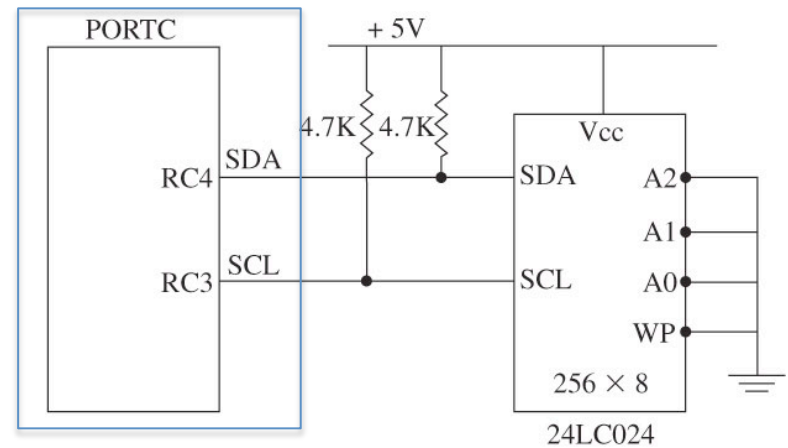 PORTC
+ 5V
4.7K 4.7K
Vcc
SDA
RC4
SDA
A2
A1
SCL
RC3
SCL
A0
WP
256 × 8
24LC024